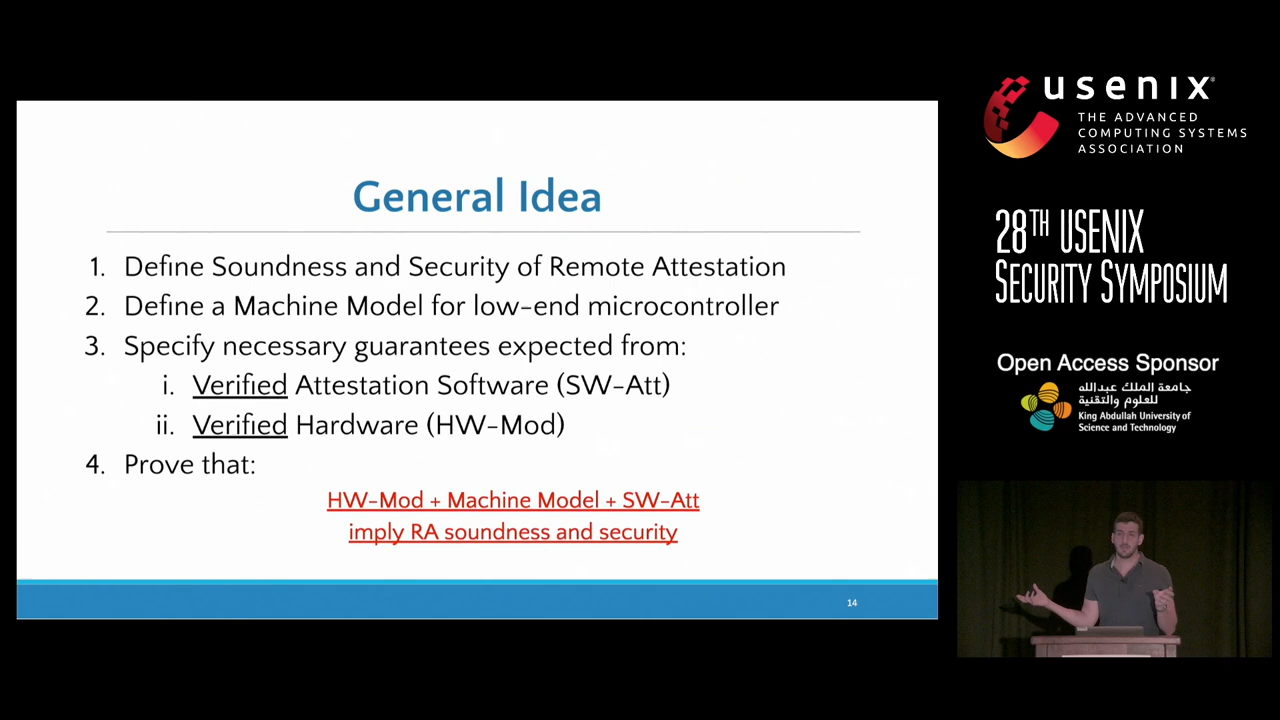 General Idea
1. Define Soundness and Security of Remote Attestation
2. Define a Machine Model for low-end microcontroller
3. Specify necessary guarantees expected from:
i. Verified Attestation Software (SW-Att)
ii. Verified Hardware (HW-Mod)
4. Prove that:
HW-Mod + Machine Model + SW-Att
imply RA soundness and security
14
usenix®
THE ADVANCED
COMPUTING SYSTEMS
ASSOCIATION
28TH USENIX
SECURITY SYMPOSIUM
Open Access Sponsor
جامعة الملك عبدالله
للعلوم والتقنية
King Abdullah University of
Science and Technology